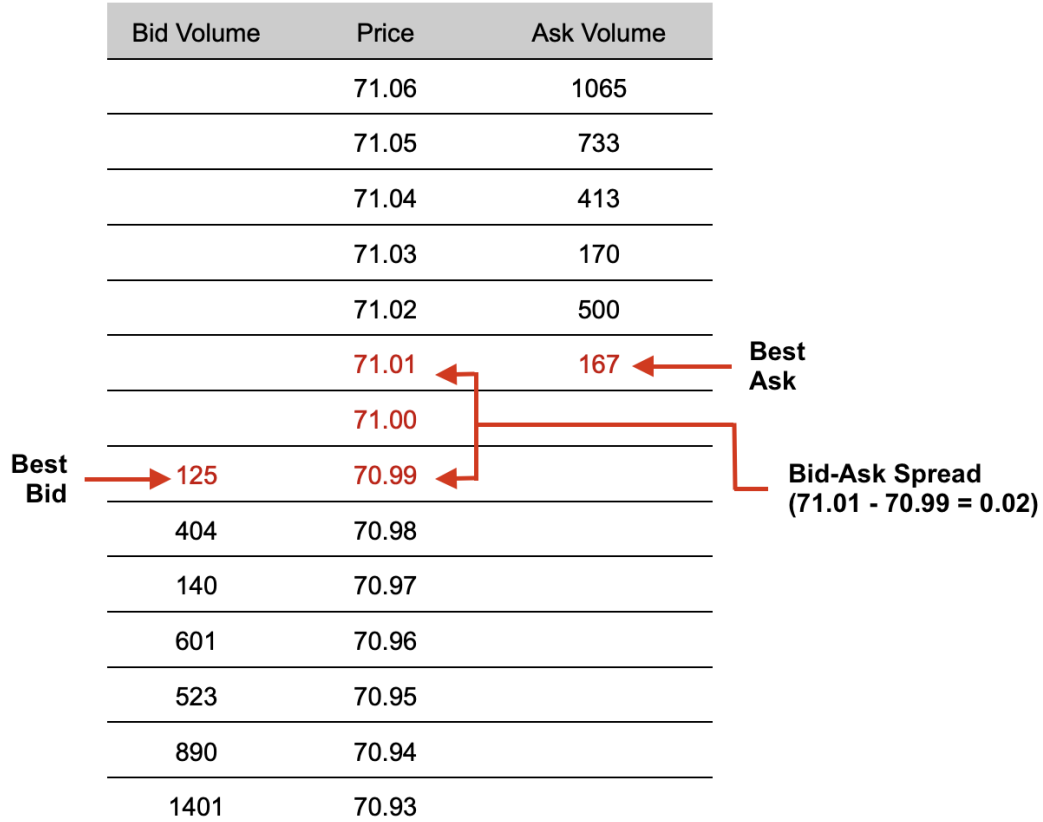 Bid Volume Price Ask Volume
71.06 1065
71.05 733
71.04 413
71.03 170
71.02 500
71.01 167
Best
Ask
71.00
Best
Bid
125 70.99
Bid-Ask Spread
(71.01 - 70.99 = 0.02)
404 70.98
140 70.97
601 70.96
523 70.95
890 70.94
1401 70.93